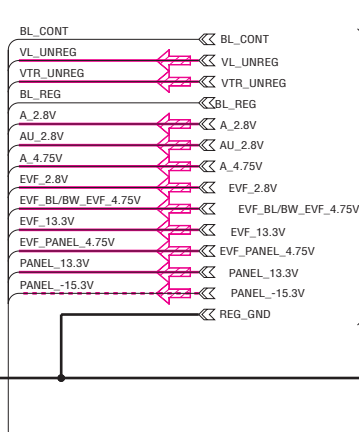 BL_CONT BL_CONT
VL_UNREG VL_UNREG
VTR_UNREG VTR_UNREG
BL_REG BL_REG
A_2.8V A_2.8V
AU_2.8V AU_2.8V
A_4.75V A_4.75V
EVF_2.8V EVF_2.8V
EVF_BL/BW_EVF_4.75V EVF_BL/BW_EVF_4.75V
EVF_13.3V EVF_13.3V
EVF_PANEL_4.75V EVF_PANEL_4.75V
PANEL_13.3V PANEL_13.3V
PANEL_-15.3V PANEL_-15.3V
REG_GND